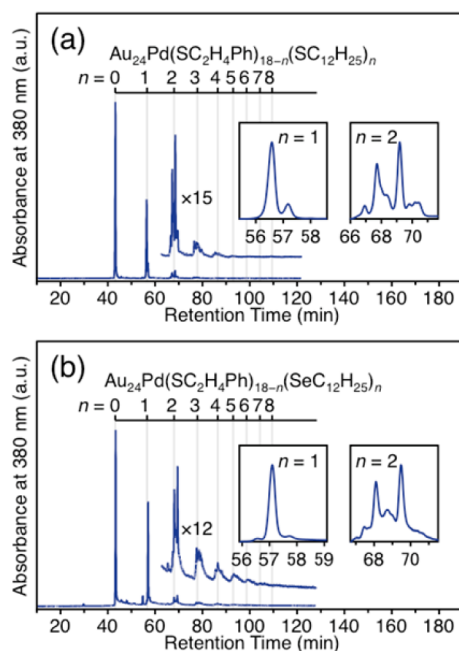 (a)
Au24Pd(SC2H4Ph)18−n(SC12H25)n
n = 0 1 2 3 4 5 6 7 8
×15
n = 1
n = 2
56 57 58
66 68 70
Absorbance at 380 nm (a.u.)
20 40 60 80 100 120 140 160 180
Retention Time (min)
(b)
Au24Pd(SC2H4Ph)18−n(SeC12H25)n
n = 0 1 2 3 4 5 6 7 8
×12
n = 1
n = 2
56 57 58 59
68 70
Absorbance at 380 nm (a.u.)
20 40 60 80 100 120 140 160 180
Retention Time (min)